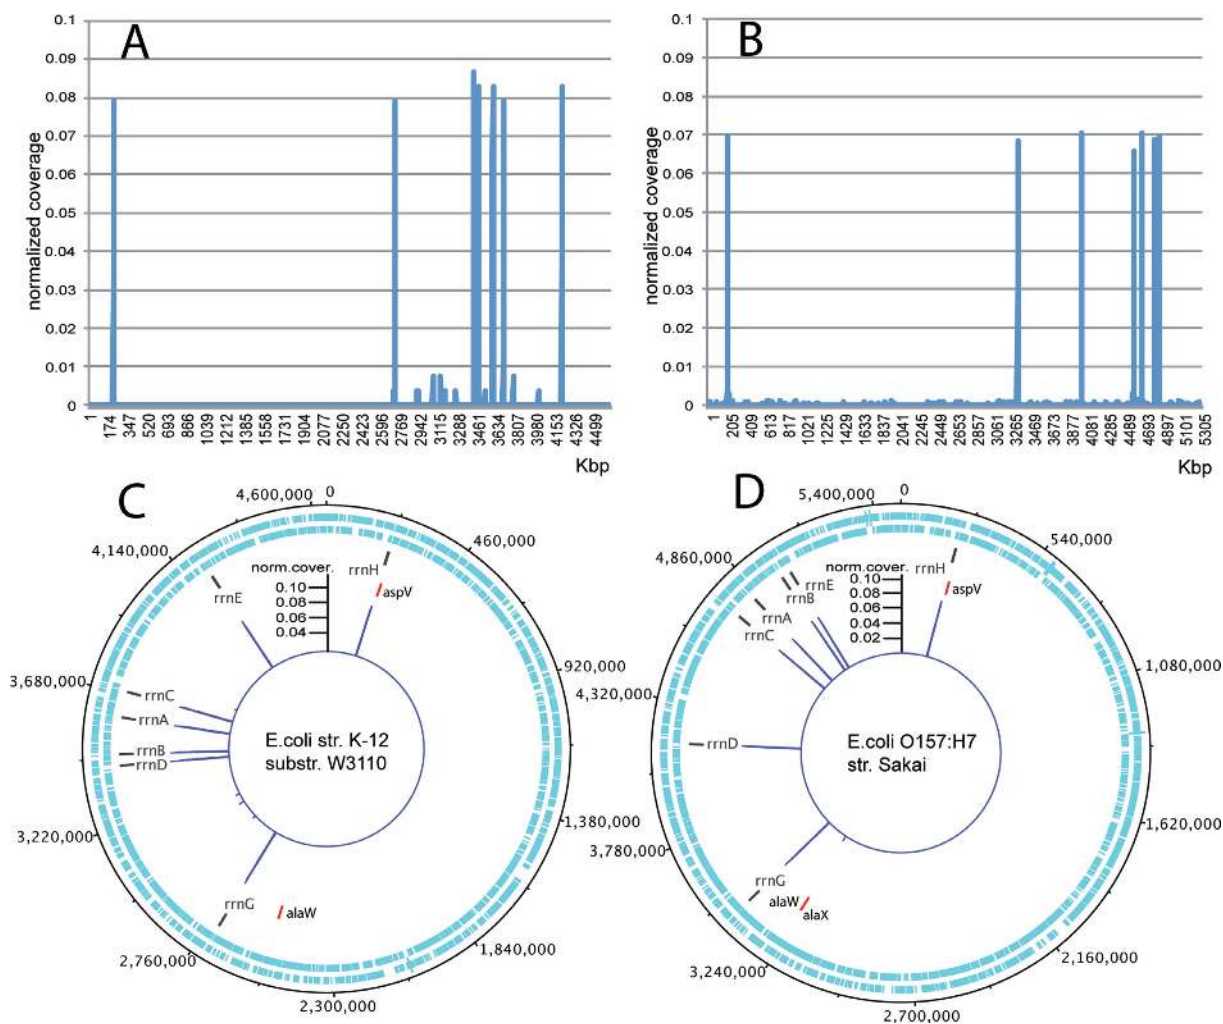 A
normalized coverage
0.1
0.09
0.08
0.07
0.06
0.05
0.04
0.03
0.02
0.01
0
1 174 347 520 693 866 1039 1212 1385 1558 1731 1904 2077 2250 2423 2596 2769 2942 3115 3288 3461 3634 3807 3980 4153 4326 4499
Kbp
B
normalized coverage
0.1
0.09
0.08
0.07
0.06
0.05
0.04
0.03
0.02
0.01
0
1 205 409 613 817 1021 1225 1429 1633 1837 2041 2245 2449 2653 2857 3061 3265 3469 3673 3877 4081 4285 4489 4693 4897 5101 5305
Kbp
C
0
460,000
920,000
1,380,000
1,840,000
2,300,000
2,760,000
3,220,000
3,680,000
4,140,000
4,600,000
norm.cover.
0.10
0.08
0.06
0.04
rrnH
aspV
rrnE
rrnC
rrnA
rrnB
rrnD
rrnG
alaW
E.coli str. K-12
substr. W3110
D
0
540,000
1,080,000
1,620,000
2,160,000
2,700,000
3,240,000
3,780,000
4,320,000
4,860,000
5,400,000
norm.cover.
0.10
0.08
0.06
0.04
0.02
rrnH
aspV
rrnE
rrnB
rrnA
rrnC
rrnD
rrnG
alaW
alaX
E.coli O157:H7
str. Sakai